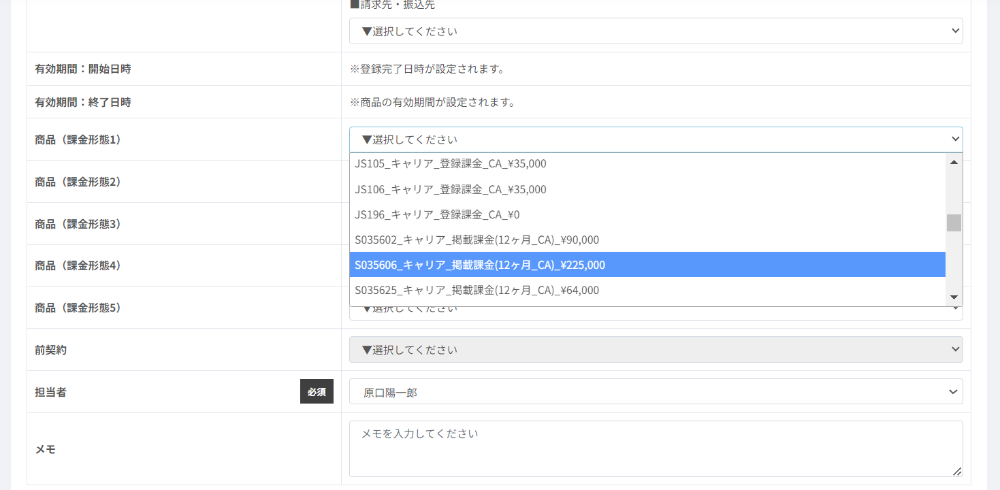 ■請求先・振込先
▼選択してください
有効期間：開始日時
※登録完了日時が設定されます。
有効期間：終了日時
※商品の有効期間が設定されます。
商品（課金形態1）
▼選択してください
JS105_キャリア_登録課金_CA_¥35,000
JS106_キャリア_登録課金_CA_¥35,000
JS196_キャリア_登録課金_CA_¥0
S035602_キャリア_掲載課金(12ヶ月_CA)_¥90,000
S035606_キャリア_掲載課金(12ヶ月_CA)_¥225,000
S035625_キャリア_掲載課金(12ヶ月_CA)_¥64,000
商品（課金形態2）
商品（課金形態3）
商品（課金形態4）
商品（課金形態5）
▼選択してください
前契約
▼選択してください
担当者
必須
原口陽一郎
メモ
メモを入力してください